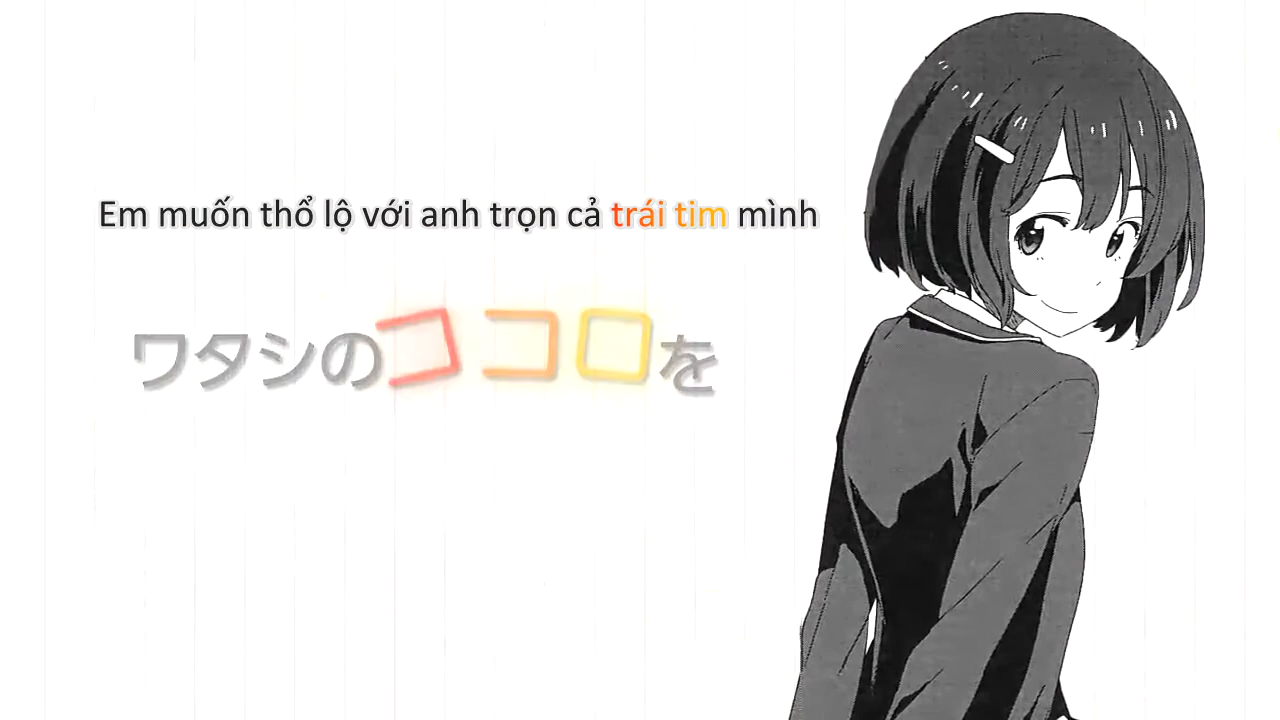 Em muốn thổ lộ với anh trọn cả trái tim mình
ワタシのココロを